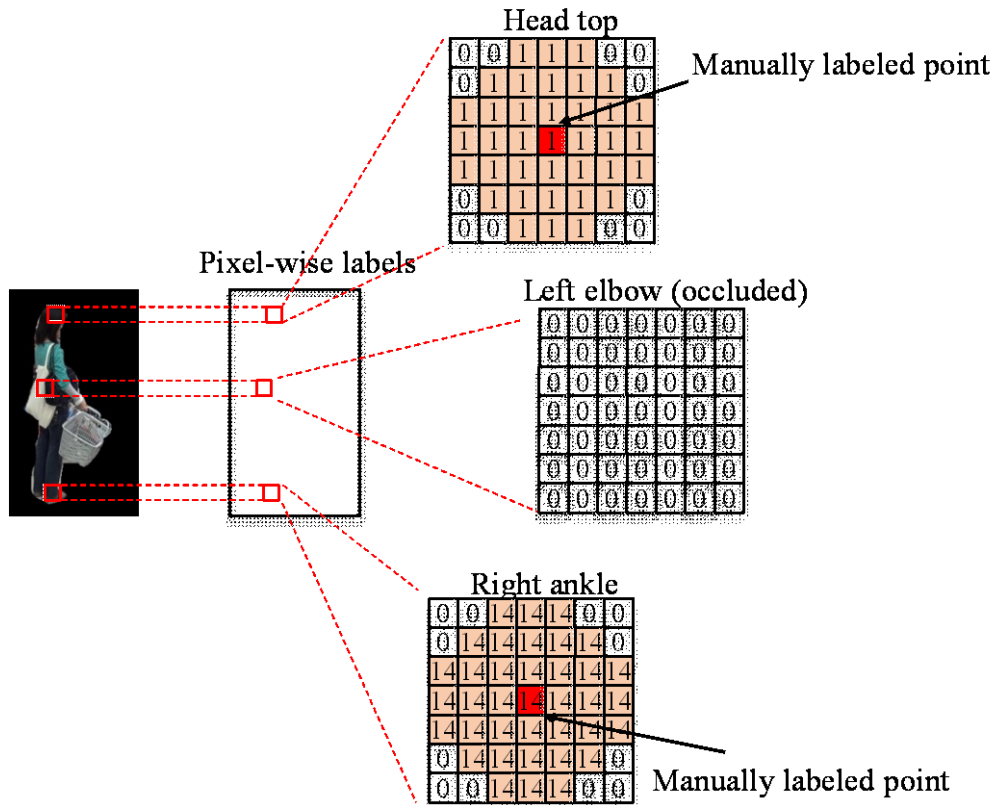 Head top
0 0 1 1 1 0 0
0 1 1 1 1 1 0
1 1 1 1 1 1 1
1 1 1 1 1 1 1
1 1 1 1 1 1 1
0 1 1 1 1 1 0
0 0 1 1 1 0 0
Manually labeled point
Pixel-wise labels
Left elbow (occluded)
0 0 0 0 0 0 0
0 0 0 0 0 0 0
0 0 0 0 0 0 0
0 0 0 0 0 0 0
0 0 0 0 0 0 0
0 0 0 0 0 0 0
0 0 0 0 0 0 0
Right ankle
0 0 14 14 14 0 0
0 14 14 14 14 14 0
14 14 14 14 14 14 14
14 14 14 14 14 14 14
14 14 14 14 14 14 14
0 14 14 14 14 14 0
0 0 14 14 14 0 0
Manually labeled point